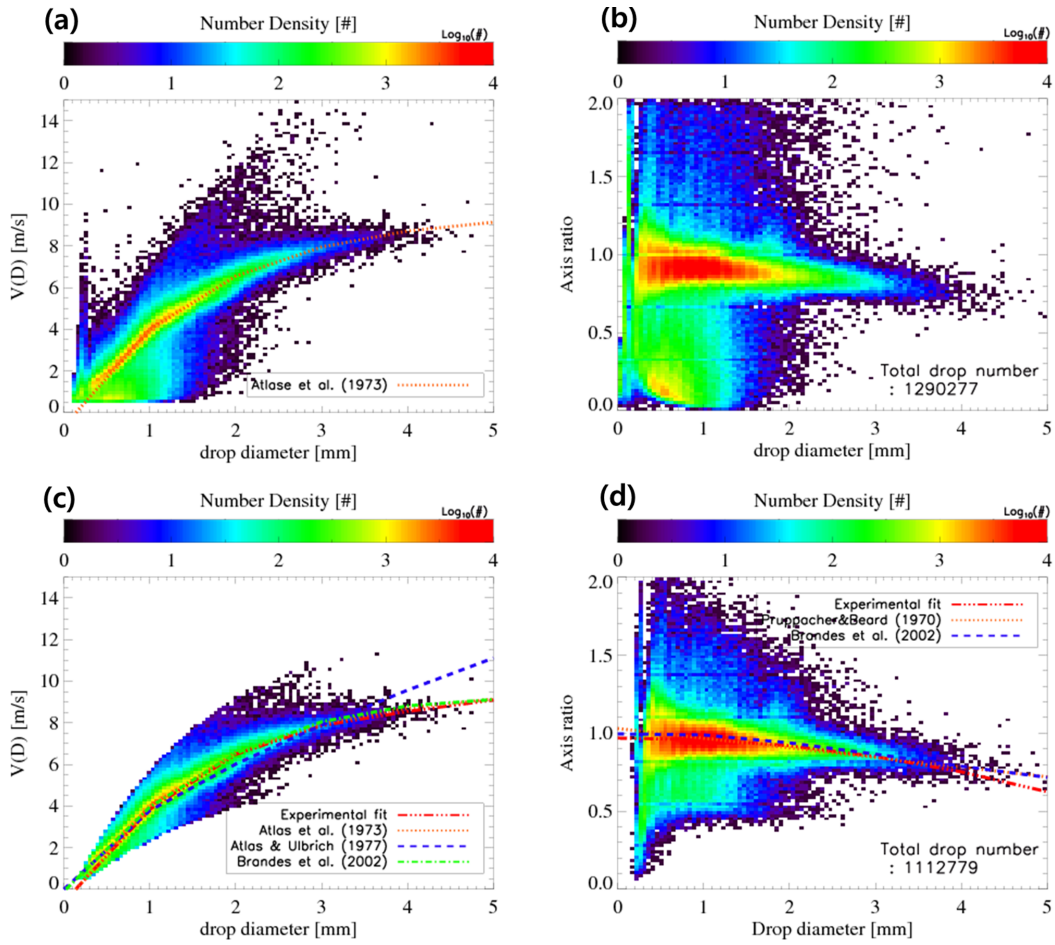 (a)
Number Density [#]
Log10(#)
0 1 2 3 4
14
12
10
8
6
4
2
0
V(D) [m/s]
Atlase et al. (1973)
0 1 2 3 4 5
drop diameter [mm]
(b)
Number Density [#]
Log10(#)
0 1 2 3 4
2.0
1.5
1.0
0.5
0.0
Axis ratio
Total drop number
: 1290277
0 1 2 3 4 5
drop diameter [mm]
(c)
Number Density [#]
Log10(#)
0 1 2 3 4
14
12
10
8
6
4
2
0
V(D) [m/s]
Experimental fit
Atlas et al. (1973)
Atlas & Ulbrich (1977)
Brandes et al. (2002)
0 1 2 3 4 5
drop diameter [mm]
(d)
Number Density [#]
Log10(#)
0 1 2 3 4
2.0
1.5
1.0
0.5
0.0
Axis ratio
Experimental fit
Pruppacher&Beard (1970)
Brandes et al. (2002)
Total drop number
: 1112779
0 1 2 3 4 5
Drop diameter [mm]